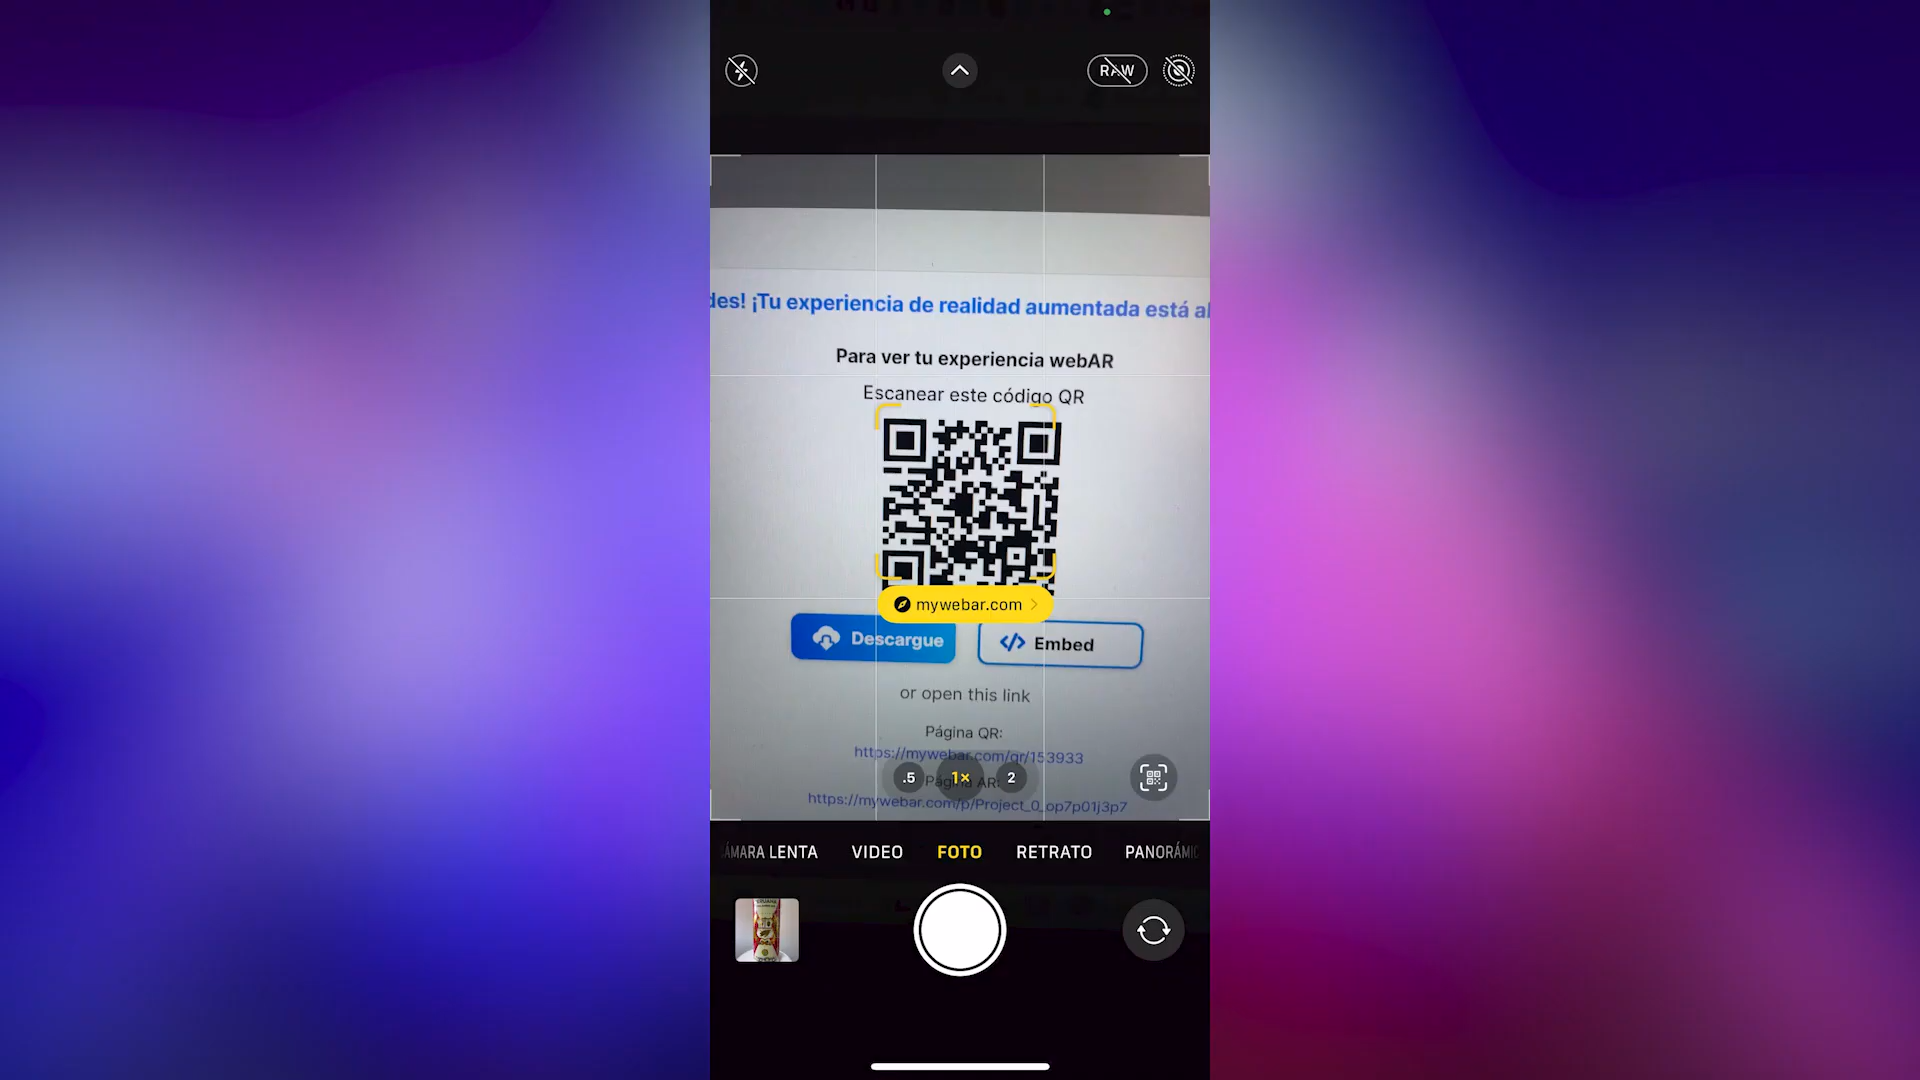 RAW
des! ¡Tu experiencia de realidad aumentada está al
Para ver tu experiencia webAR
Escanear este código QR
mywebar.com
Descargue
Embed
or open this link
Página QR:
https://mywebar.com/qr/153933
.5 1× 2
Página AR:
https://mywebar.com/p/Project_0_op7p01j3p7
ÁMARA LENTA VIDEO FOTO RETRATO PANORÁMIC